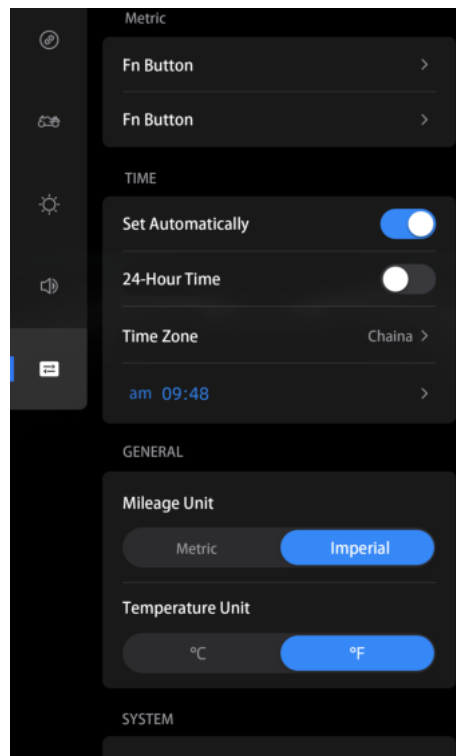 Metric
Fn Button
Fn Button
TIME
Set Automatically
24-Hour Time
Time Zone Chaina
am 09:48
GENERAL
Mileage Unit
Metric Imperial
Temperature Unit
°C °F
SYSTEM